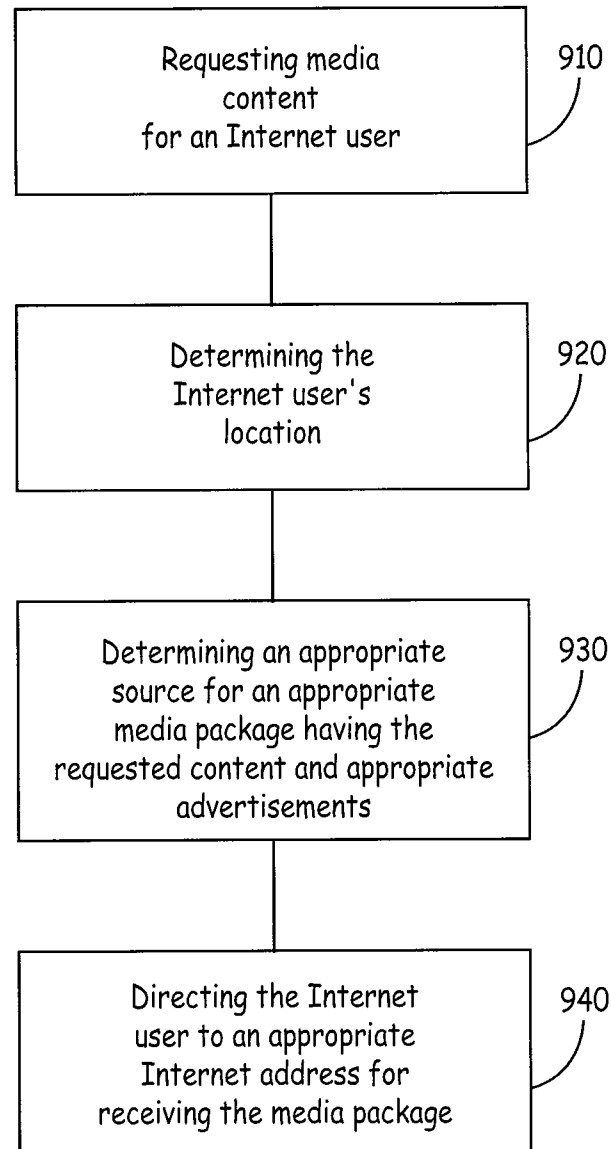 Requesting media
content
for an Internet user
910
Determining the
Internet user's
location
920
Determining an appropriate
source for an appropriate
media package having the
requested content and appropriate
advertisements
930
Directing the Internet
user to an appropriate
Internet address for
receiving the media package
940